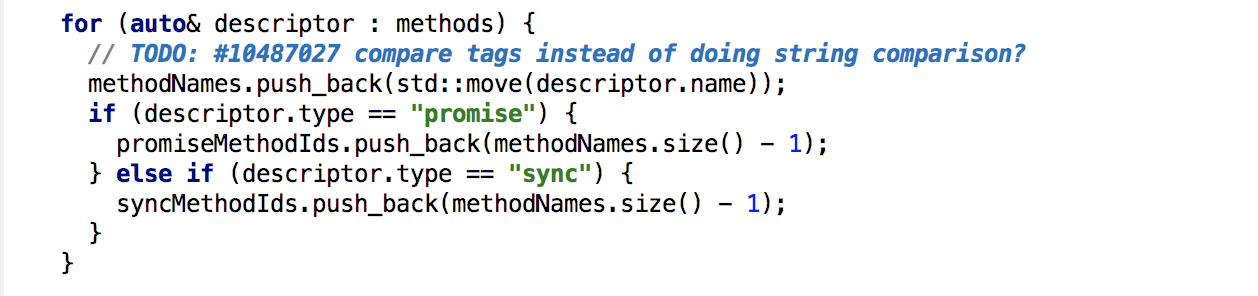 for (auto& descriptor : methods) {
// TODO: #10487027 compare tags instead of doing string comparison?
methodNames.push_back(std::move(descriptor.name));
if (descriptor.type == "promise") {
promiseMethodIds.push_back(methodNames.size() – 1);
} else if (descriptor.type == "sync") {
syncMethodIds.push_back(methodNames.size() – 1);
}
}